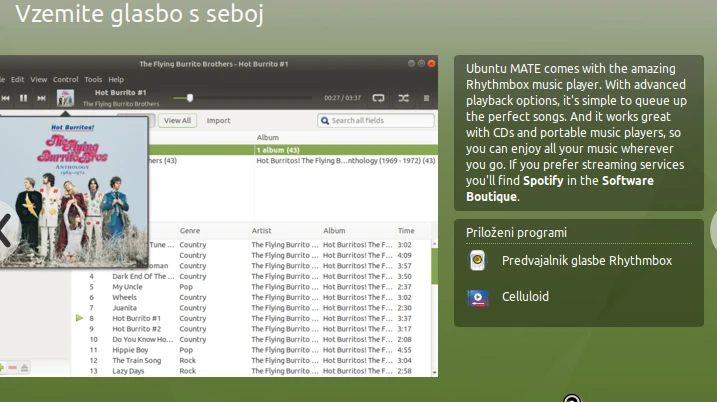 Vzemite glasbo s seboj
The Flying Burrito Brothers - Hot Burrito #1
Edit View Control Tools Help
Hot Burrito #1
The Flying Burrito Brothers
00:27 / 03:37
View All Import Search all fields
Hot Burritos!
The Flying Burrito Bros
ANTHOLOGY
1969-1972
Album
1 album (43)
(43) Hot Burritos! The Flying B...nthology (1969 - 1972) (43)
Genre Artist Album Time
Tune ... Country The Flying Burrito ... Hot Burritos! The F... 3:02
Country The Flying Burrito ... Hot Burritos! The F... 4:09
Country The Flying Burrito ... Hot Burritos! The F... 3:57
4 Dark End Of The ... Country The Flying Burrito ... Hot Burritos! The F... 3:50
5 My Uncle Pop The Flying Burrito ... Hot Burritos! The F... 2:37
6 Wheels Country The Flying Burrito ... Hot Burritos! The F... 3:02
7 Juanita Country The Flying Burrito ... Hot Burritos! The F... 2:30
8 Hot Burrito #1 Country The Flying Burrito ... Hot Burritos! The F... 3:37
9 Hot Burrito #2 Country The Flying Burrito ... Hot Burritos! The F... 3:17
10 Do You Know Ho... Country The Flying Burrito ... Hot Burritos! The F... 2:08
11 Hippie Boy Pop The Flying Burrito ... Hot Burritos! The F... 4:55
12 The Train Song Rock The Flying Burrito ... Hot Burritos! The F... 3:04
13 Lazy Days Rock The Flying Burrito ... Hot Burritos! The F... 2:58
Ubuntu MATE comes with the amazing
Rhythmbox music player. With advanced
playback options, it's simple to queue up
the perfect songs. And it works great
with CDs and portable music players, so
you can enjoy all your music wherever
you go. If you prefer streaming services
you'll find Spotify in the Software
Boutique.
Priloženi programi
Predvajalnik glasbe Rhythmbox
Celluloid